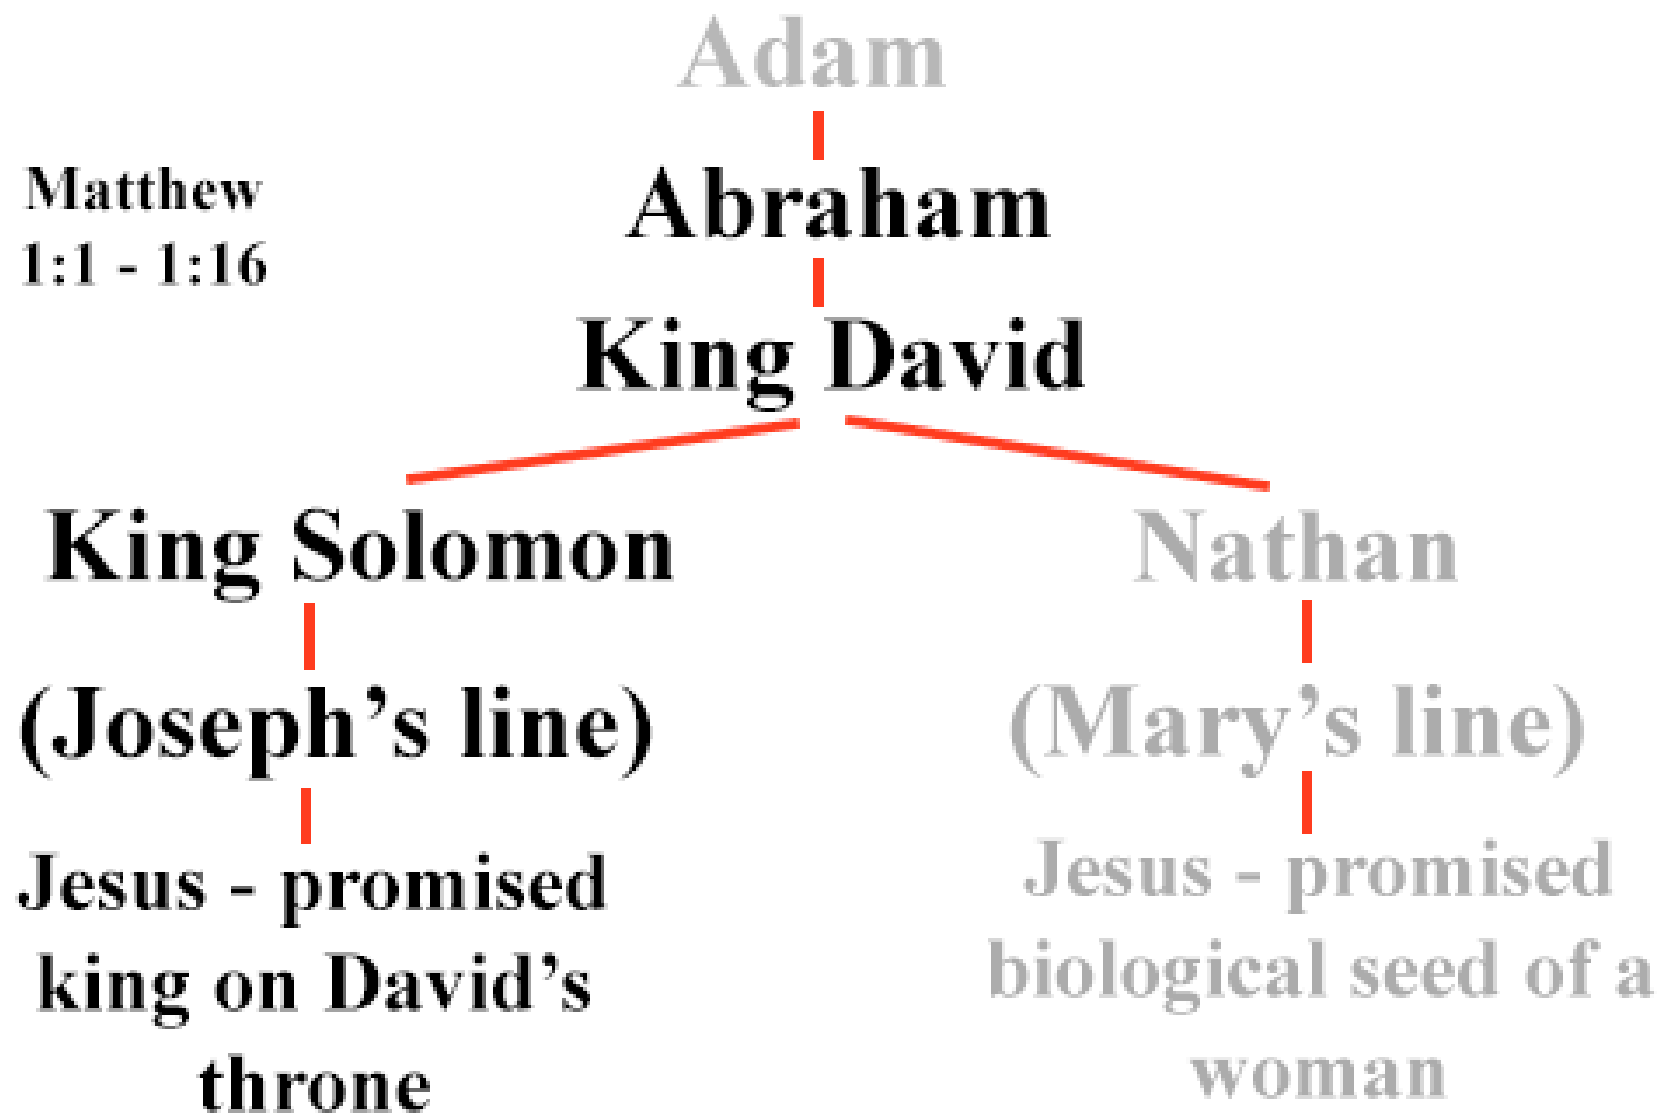 Adam
Matthew
1:1 - 1:16
Abraham
King David
King Solomon
Nathan
(Joseph’s line)
(Mary’s line)
Jesus - promised
king on David’s
throne
Jesus - promised
biological seed of a
woman